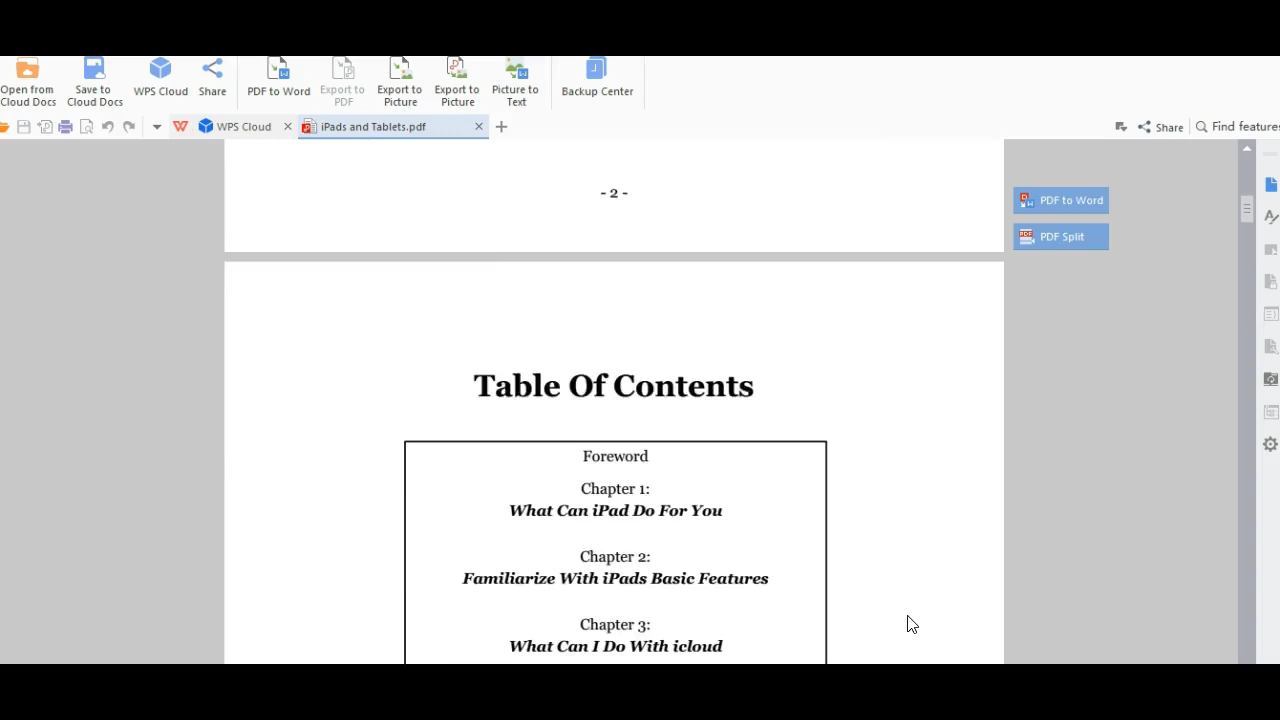 Open from
Cloud Docs
Save to
Cloud Docs
WPS Cloud
Share
PDF to Word
Export to
PDF
Export to
Picture
Export to
Picture
Picture to
Text
Backup Center
WPS Cloud
iPads and Tablets.pdf
Share
Find feature
- 2 -
PDF to Word
PDF Split
Table Of Contents
Foreword
Chapter 1:
What Can iPad Do For You
Chapter 2:
Familiarize With iPads Basic Features
Chapter 3:
What Can I Do With icloud